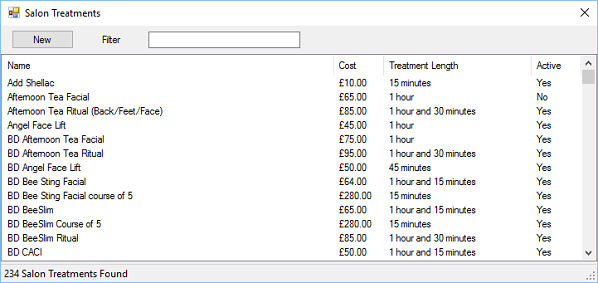 Salon Treatments
New Filter
Name Cost Treatment Length Active
Add Shellac £10.00 15 minutes Yes
Afternoon Tea Facial £65.00 1 hour No
Afternoon Tea Ritual (Back/Feet/Face) £85.00 1 hour and 30 minutes Yes
Angel Face Lift £45.00 1 hour Yes
BD Afternoon Tea Facial £75.00 1 hour Yes
BD Afternoon Tea Ritual £95.00 1 hour and 30 minutes Yes
BD Angel Face Lift £50.00 45 minutes Yes
BD Bee Sting Facial £64.00 1 hour and 15 minutes Yes
BD Bee Sting Facial course of 5 £280.00 15 minutes Yes
BD BeeSlim £65.00 1 hour and 15 minutes Yes
BD BeeSlim Course of 5 £280.00 15 minutes Yes
BD BeeSlim Ritual £85.00 1 hour and 30 minutes Yes
BD CACI £50.00 1 hour and 15 minutes Yes
234 Salon Treatments Found